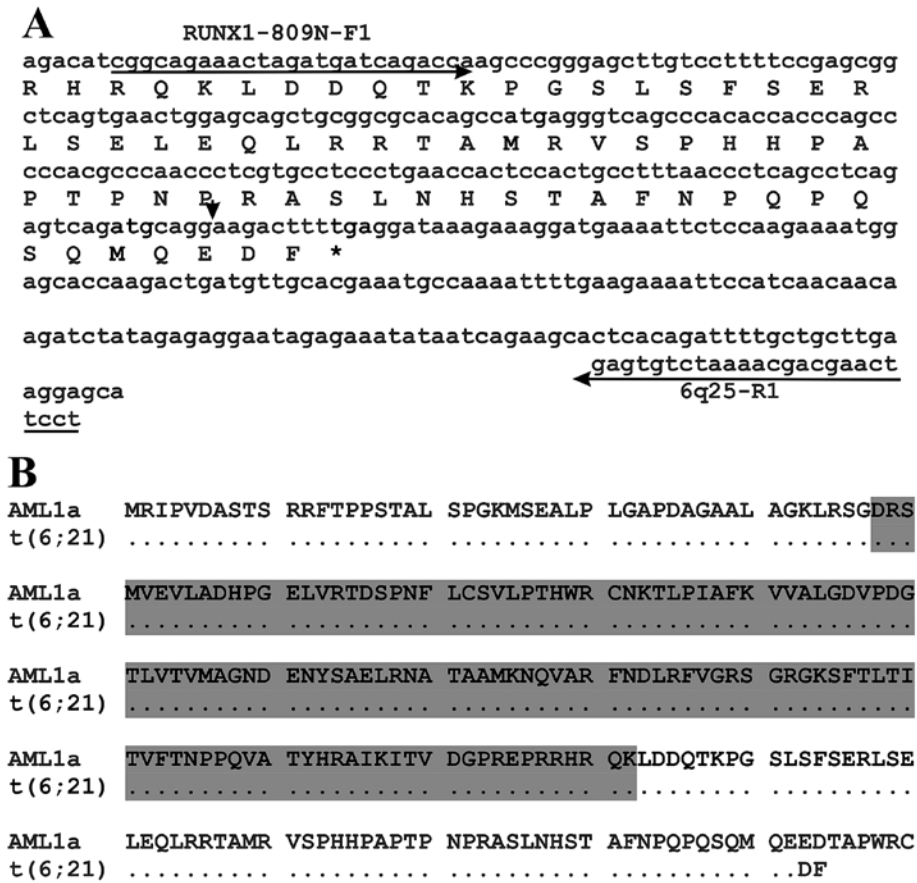 A
RUNX1-809N-F1
agacatcggcagaaactagatgatcagaccaagcccgggagcttgtccttttccgagcgg
R H R Q K L D D Q T K P G S L S F S E R
ctcagtgaactggagcagctgcggcgcacagccatgagggtcagcccacaccacccagcc
L S E L E Q L R R T A M R V S P H H P A
cccacgcccaaccctcgtgcctccctgaaccactccactgcctttaaccctcagcctcag
P T P N P R A S L N H S T A F N P Q P Q
agtcagatgcaggaagacttttgaggataaagaaaggatgaaaattctccaagaaaatgg
S Q M Q E D F *
agcaccaagactgatgttgcacgaaatgccaaaattttgaagaaaattccatcaacaaca
agatctatagagaggaatagagaaatataatcagaagcactcacagattttgctgcttga
gagtgtctaaaacgacgaact
6q25-R1
aggagca
tcct
B
AML1a MRIPVDASTS RRFTPPSTAL SPGKMSEALP LGAPDAGAAL AGKLRSGDRS
t(6;21) .......... .......... .......... .......... ..........
AML1a MVEVLADHPG ELVRTDSPNF LCSVLPTHWR CNKTLPIAFK VVALGDVPDG
t(6;21) .......... .......... .......... .......... ..........
AML1a TLVTVMAGND ENYSAELRNA TAAMKNQVAR FNDLRFVGRS GRGKSFTLTI
t(6;21) .......... .......... .......... .......... ..........
AML1a TVFTNPPQVA TYHRAIKITV DGPREPRRHR QKLDDQTKPG SLSFSERLSE
t(6;21) .......... .......... .......... .......... ..........
AML1a LEQLRRTAMR VSPHHPAPTP NPRASLNHST AFNPQPQSQM QEEDTAPWRC
t(6;21) .......... .......... .......... .......... ..DF